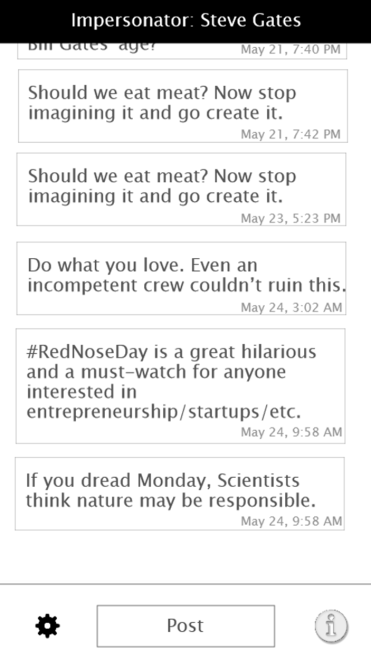 Impersonator: Steve Gates
Bill Gates' age?
May 21, 7:40 PM
Should we eat meat? Now stop
imagining it and go create it.
May 21, 7:42 PM
Should we eat meat? Now stop
imagining it and go create it.
May 23, 5:23 PM
Do what you love. Even an
incompetent crew couldn't ruin this.
May 24, 3:02 AM
#RedNoseDay is a great hilarious
and a must-watch for anyone
interested in
entrepreneurship/startups/etc.
May 24, 9:58 AM
If you dread Monday, Scientists
think nature may be responsible.
May 24, 9:58 AM
Post